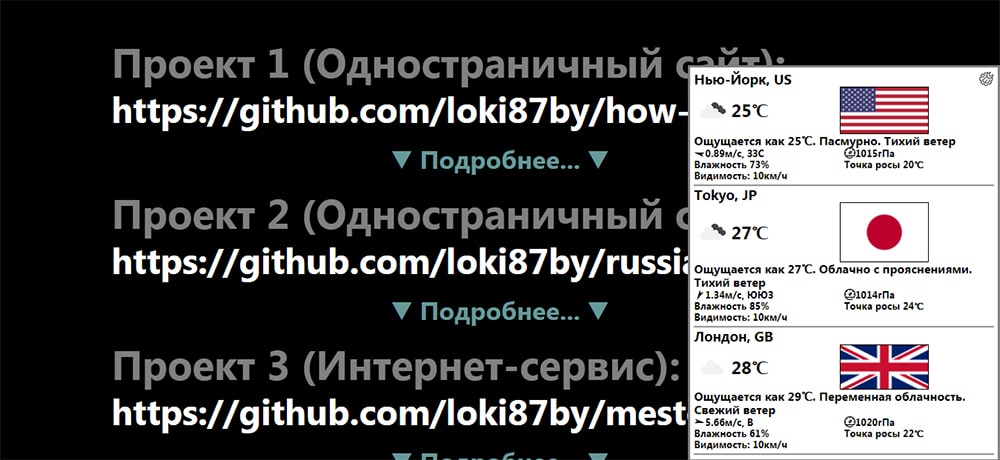 Проект 1 (Одностраничный сайт):
https://github.com/loki87by/how-
▼ Подробнее... ▼
Проект 2 (Одностраничный с
https://github.com/loki87by/russia
▼ Подробнее... ▼
Проект 3 (Интернет-сервис):
https://github.com/loki87by/mesto
▼ Подробнее... ▼
Нью-Йорк, US
25℃
Ощущается как 25℃. Пасмурно. Тихий ветер
0.89м/с, ЗЗС
1015гПа
Влажность 73%
Точка росы 20℃
Видимость: 10км/ч
Tokyo, JP
27℃
Ощущается как 27℃. Облачно с прояснениями.
Тихий ветер
1.34м/с, ЮЮЗ
1014гПа
Влажность 85%
Точка росы 24℃
Видимость: 10км/ч
Лондон, GB
28℃
Ощущается как 29℃. Переменная облачность.
Свежий ветер
5.66м/с, В
1020гПа
Влажность 61%
Точка росы 22℃
Видимость: 10км/ч